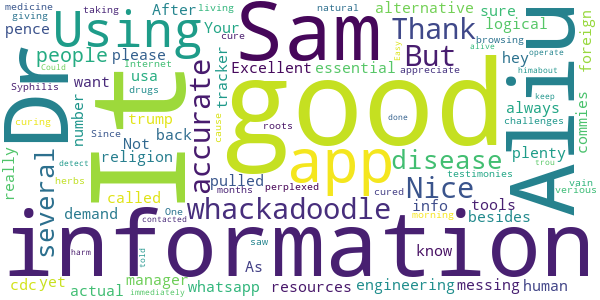 medicine taking living natural
giving After Your cure alternative sure logical
pence Using Sam Thank
people please Dr But hey foreign
Could Internet Excellent essential browsing Easy
Syphilis want usa drugs tracker appreciate alive operate
curing number trump accurate good Aliu commies himabout
Since Not back It cause keep
really religion roots done disease always challenges
detect months app plenty trou
herbs One pulled perplexed cured testimonies vain
several called whackadoodle Nice info tools verious
demand contacted morning besides
information
As saw know
cdc yet manager whatsapp resources engineering messing human
actual told
harm immediately